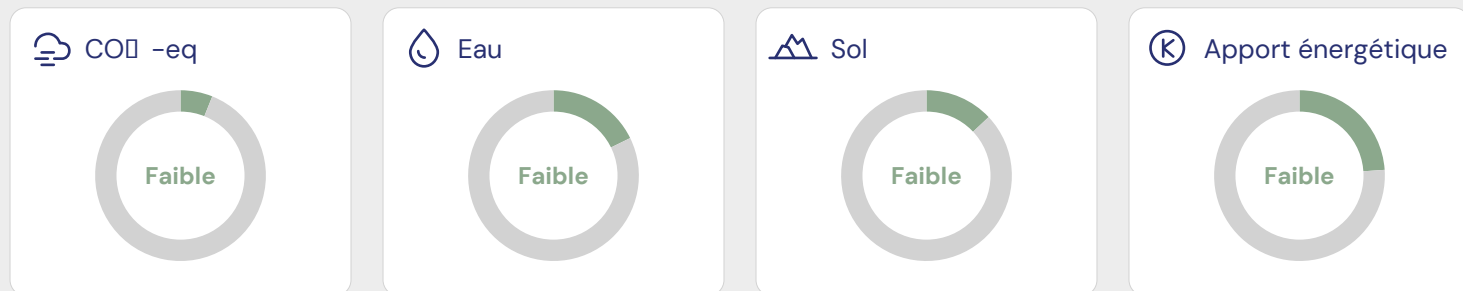 CO▯ -eq
Faible
Eau
Faible
Sol
Faible
Apport énergétique
Faible